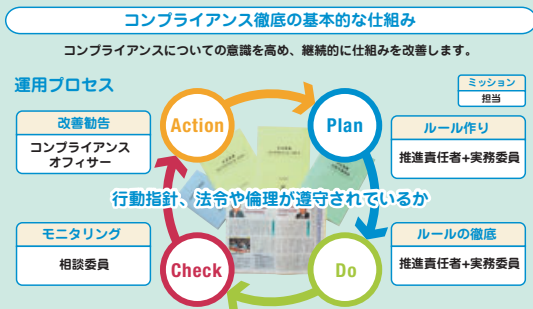 コンプライアンス徹底の基本的な仕組み
コンプライアンスについての意識を高め、継続的に仕組みを改善します。
運用プロセス
ミッション
担当
改善勧告
コンプライアンス
オフィサー
Action
Plan
ルール作り
推進責任者+実務委員
行動指針、法令や倫理が遵守されているか
モニタリング
相談委員
Check
Do
ルールの徹底
推進責任者+実務委員